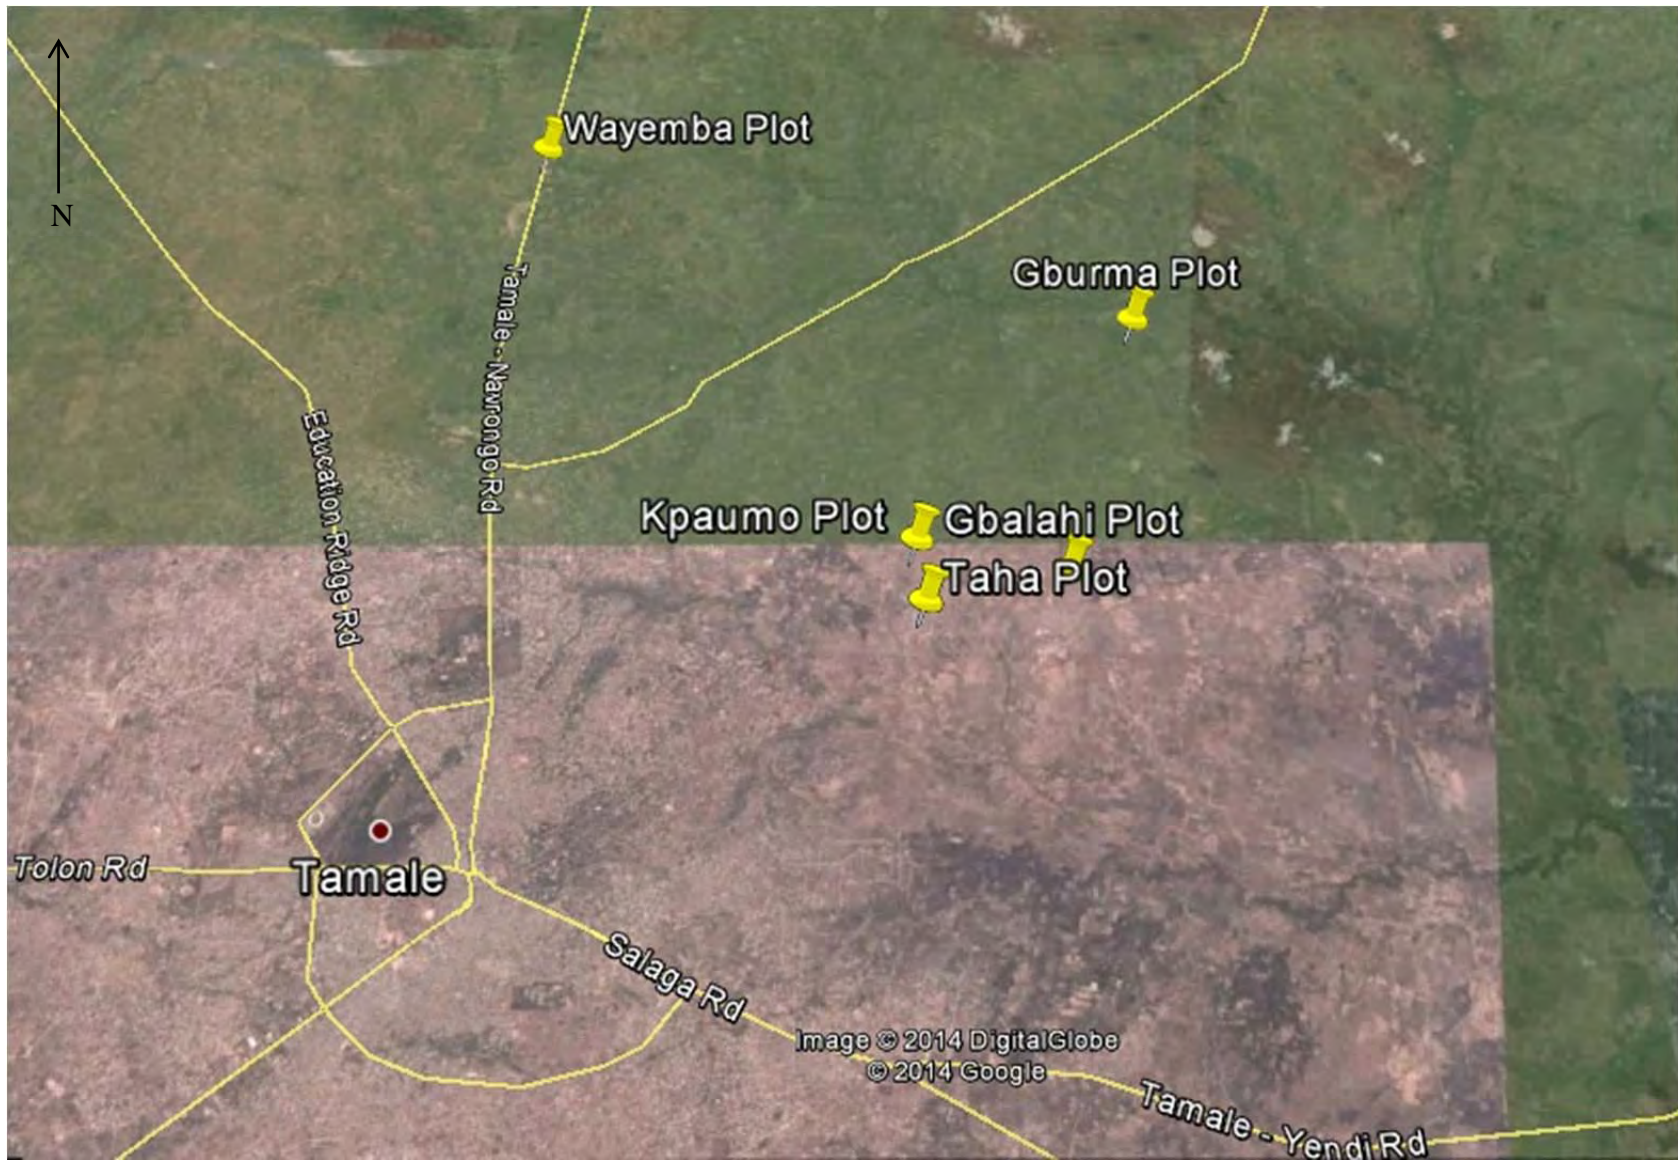 Wayemba Plot
N
Gburma Plot
Tamale - Navrongo Rd
Education Ridge Rd
Kpaumo Plot
Gbalahi Plot
Taha Plot
Tolon Rd
Tamale
Salaga Rd
Image © 2014 DigitalGlobe
© 2014 Google
Tamale - Yendi Rd